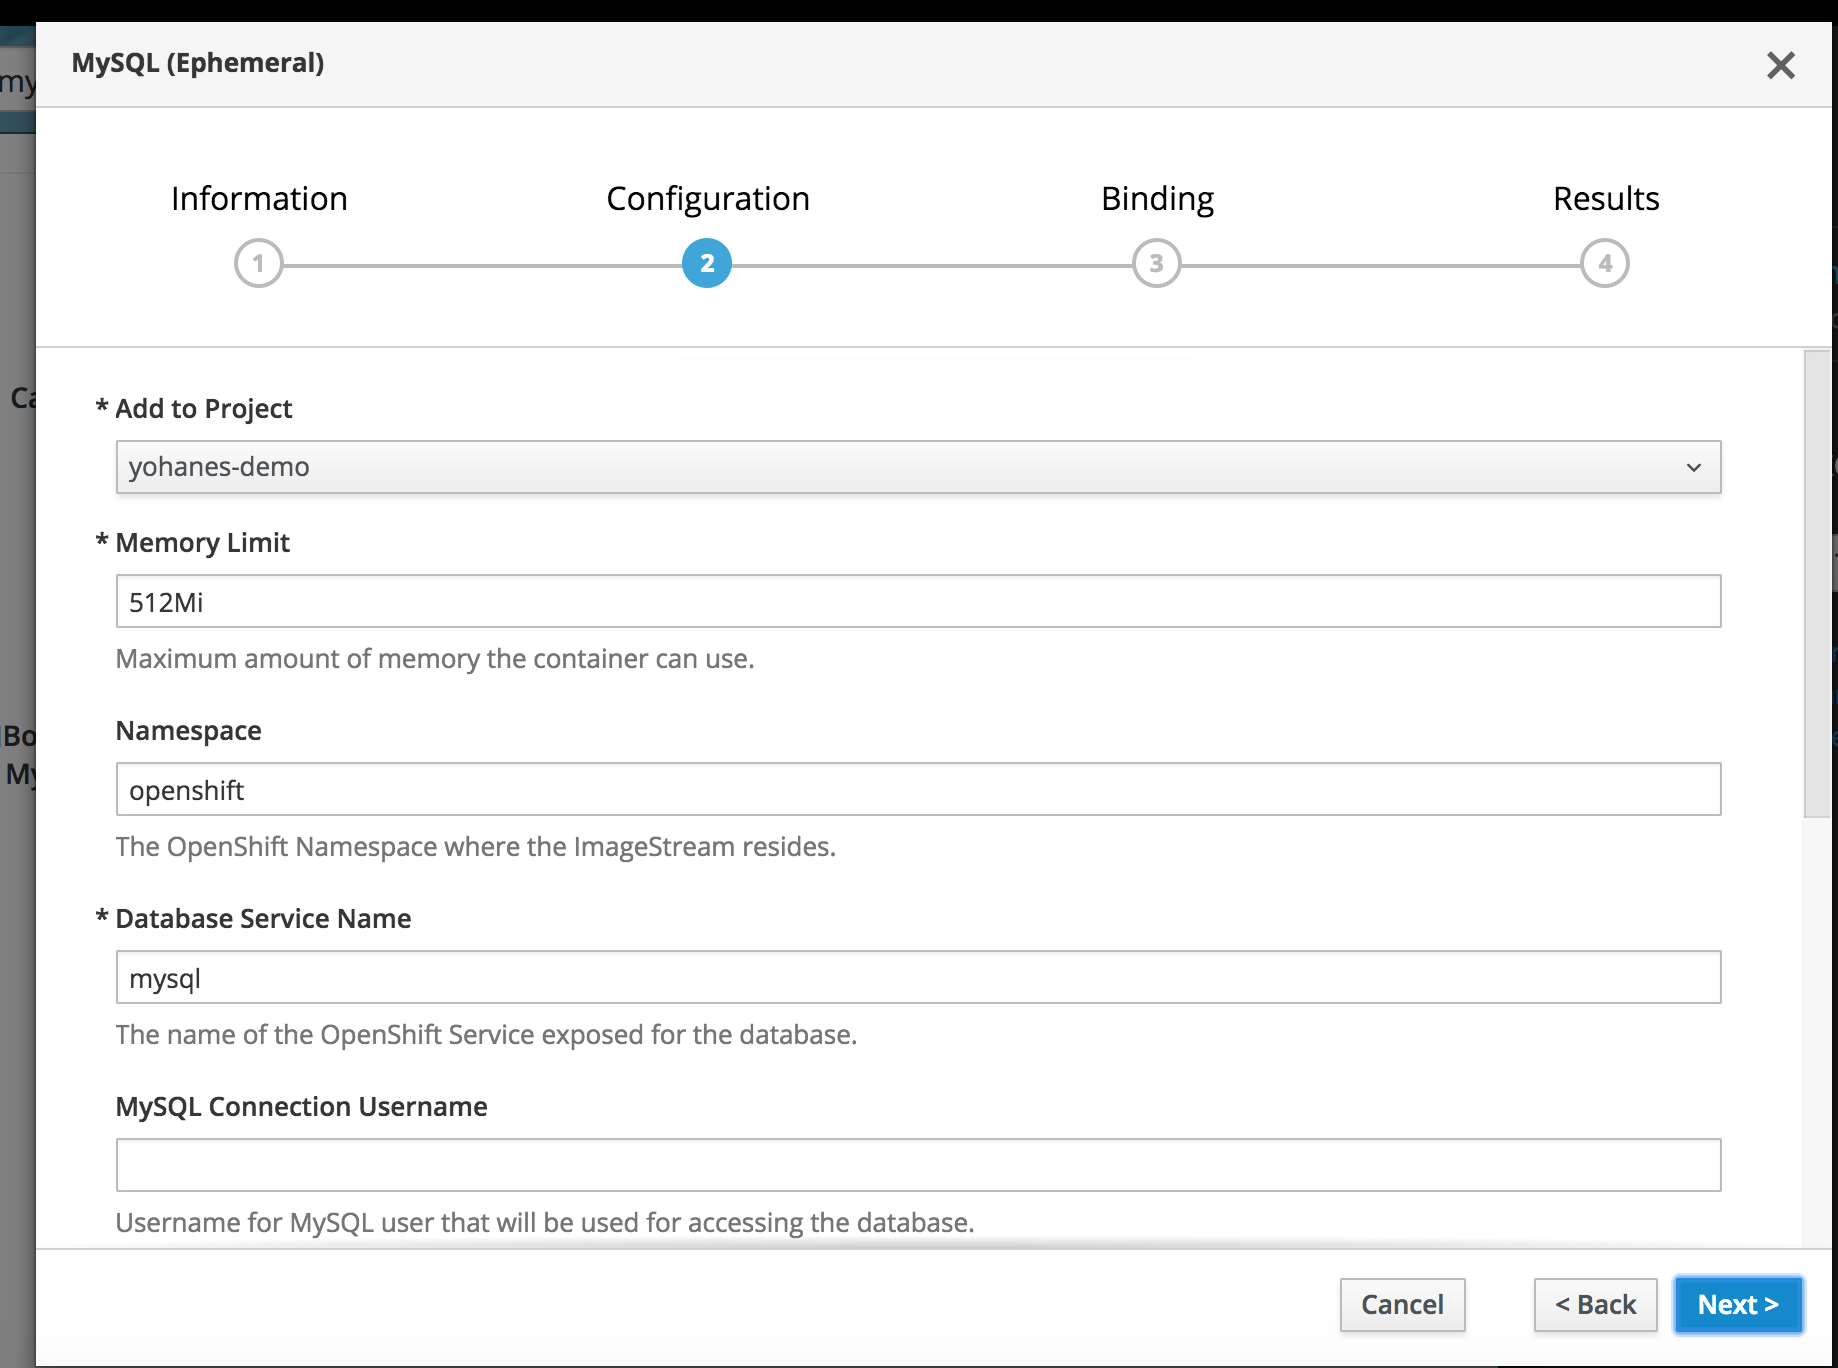 MySQL (Ephemeral)
my
Information Configuration Binding Results
1 2 3 4
* Add to Project
yohanes-demo
* Memory Limit
512Mi
Maximum amount of memory the container can use.
Namespace
openshift
The OpenShift Namespace where the ImageStream resides.
* Database Service Name
mysql
The name of the OpenShift Service exposed for the database.
MySQL Connection Username
Username for MySQL user that will be used for accessing the database.
Cancel < Back Next >